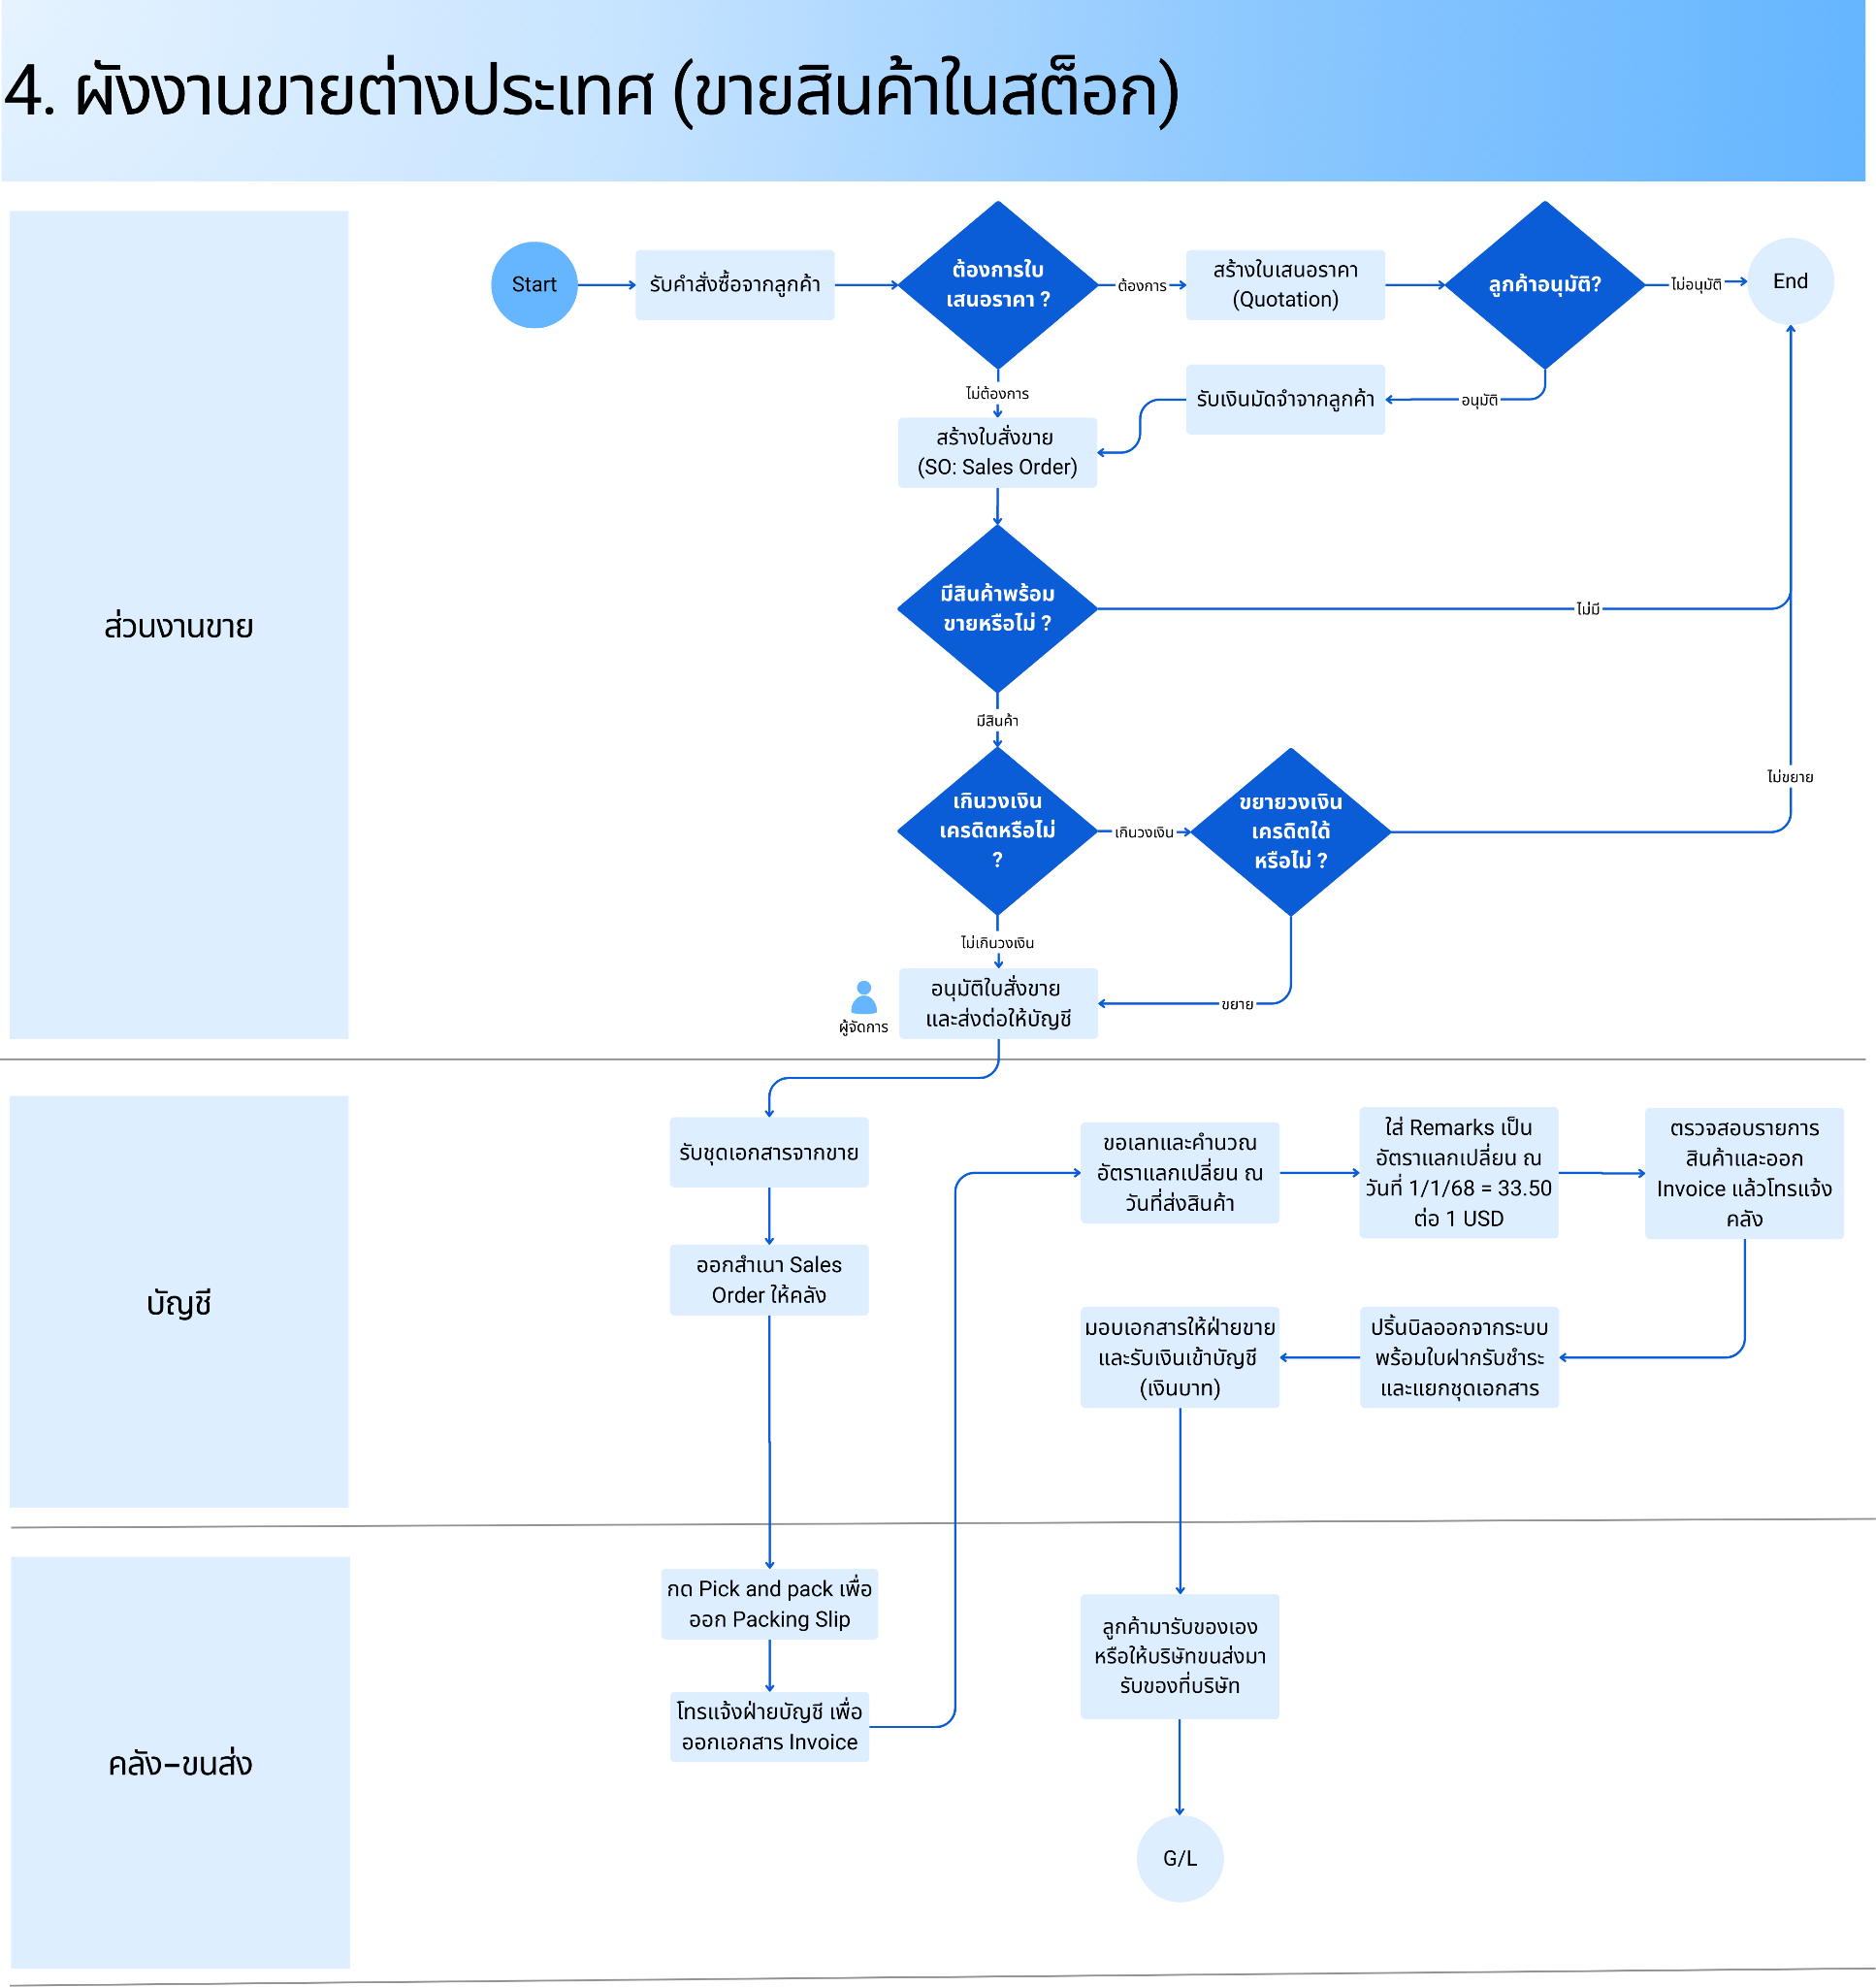 4. ผังงานขายต่างประเทศ (ขายสินค้าในสต็อก)
ส่วนงานขาย
Start
รับคำสั่งซื้อจากลูกค้า
ต้องการใบ
เสนอราคา ?
ต้องการ
สร้างใบเสนอราคา
(Quotation)
ลูกค้าอนุมัติ?
ไม่อนุมัติ
End
ไม่ต้องการ
รับเงินมัดจำจากลูกค้า
อนุมัติ
สร้างใบสั่งขาย
(SO: Sales Order)
มีสินค้าพร้อม
ขายหรือไม่ ?
ไม่มี
มีสินค้า
เกินวงเงิน
เครดิตหรือไม่
?
เกินวงเงิน
ขยายวงเงิน
เครดิตใด้
หรือไม่ ?
ไม่ขยาย
ไม่เกินวงเงิน
ผู้จัดการ
อนุมัติใบสั่งขาย
และส่งต่อให้บัญชี
ขยาย
บัญชี
รับชุดเอกสารจากขาย
ออกสำเนา Sales
Order ให้คลัง
ขอเลทและคำนวณ
อัตราแลกเปลี่ยน ณ
วันที่ส่งสินค้า
ใส่ Remarks เป็น
อัตราแลกเปลี่ยน ณ
วันที่ 1/1/68 = 33.50
ต่อ 1 USD
ตรวจสอบรายการ
สินค้าและออก
Invoice แล้วโทรแจ้ง
คลัง
มอบเอกสารให้ฝ่ายขาย
และรับเงินเข้าบัญชี
(เงินบาท)
ปริ้นบิลออกจากระบบ
พร้อมใบฝากรับชำระ
และแยกชุดเอกสาร
คลัง-ขนส่ง
กด Pick and pack เพื่อ
ออก Packing Slip
โทรแจ้งฝ่ายบัญชี เพื่อ
ออกเอกสาร Invoice
ลูกค้ามารับของเอง
หรือให้บริษัทขนส่งมา
รับของที่บริษัท
G/L